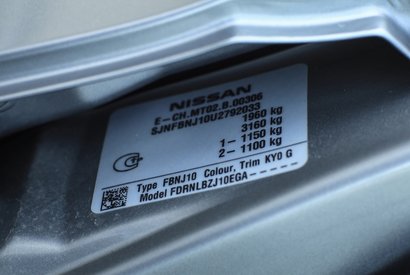 NISSAN
E-CH.MT02.B.00306
SJNFBNJ10U2792033
1960 kg
3160 kg
1- 1150 kg
2- 1100 kg
Type FBNJ10 Colour, Trim KY0 G
Model FDRNLBZJ10EGA-----